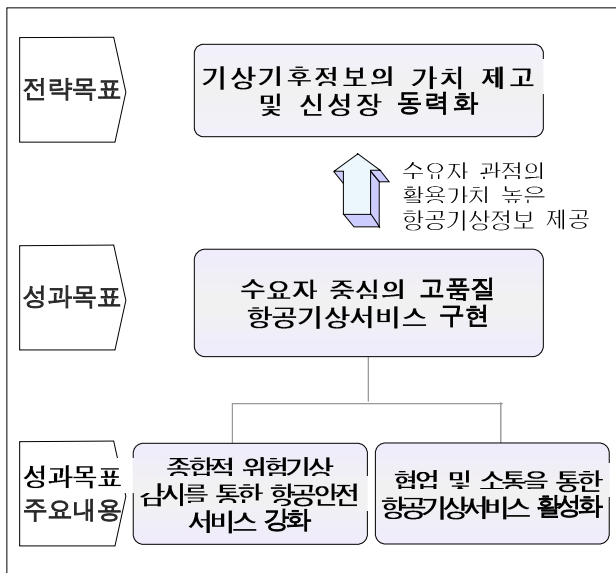 전략목표
기상기후정보의 가치 제고
및 신성장 동력화
수요자 관점의
활용가치 높은
항공기상정보 제공
성과목표
수요자 중심의 고품질
항공기상서비스 구현
성과목표
주요내용
종합적 위험기상
감시를 통한 항공안전
서비스 강화
협업 및 소통을 통한
항공기상서비스 활성화